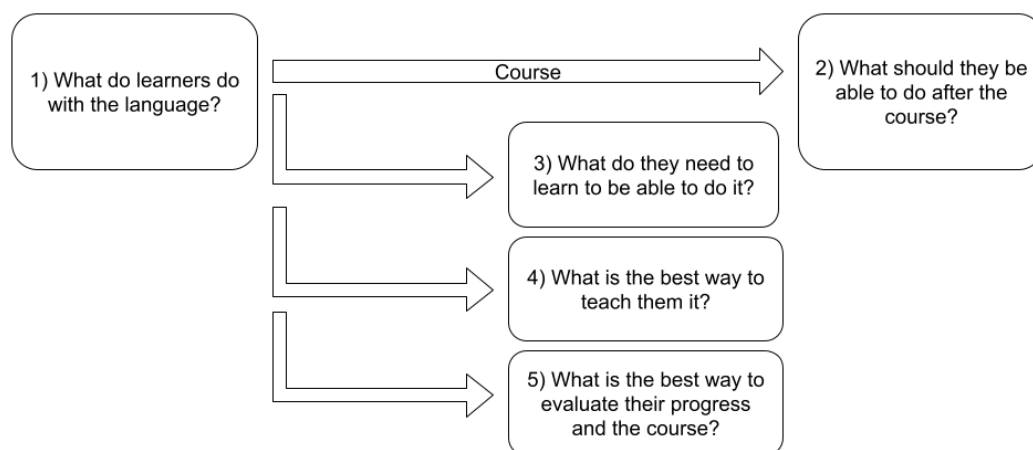 1) What do learners do
with the language?
Course
2) What should they be
able to do after the
course?
3) What do they need to
learn to be able to do it?
4) What is the best way to
teach them it?
5) What is the best way to
evaluate their progress
and the course?